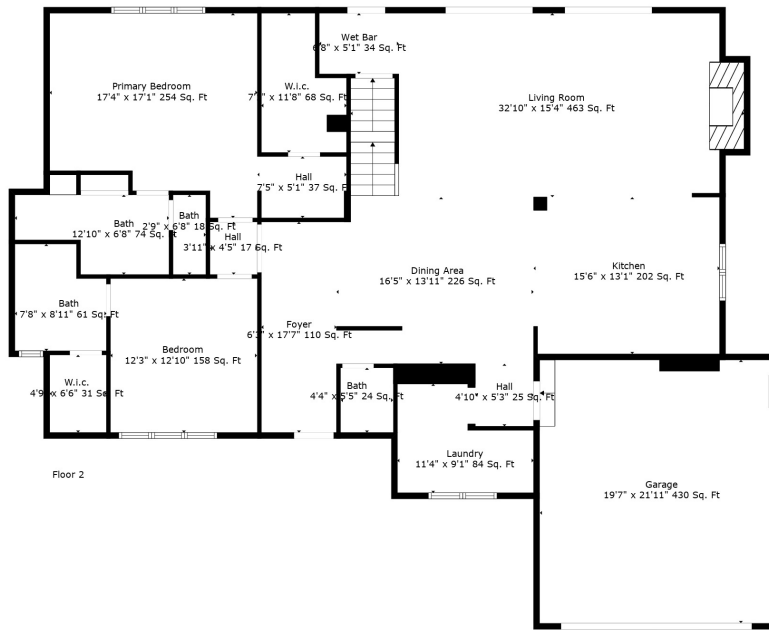 Wet Bar
6'8" x 5'1" 34 Sq. Ft
Primary Bedroom
17'4" x 17'1" 254 Sq. Ft
W.i.c.
x 11'8" 68 Sq. Ft
Living Room
32'10" x 15'4" 463 Sq. Ft
Hall
7'5" x 5'1" 37 Sq. Ft
Bath
12'10" x 6'8" 74 Sq. Ft
Bath
2'9" x 6'8" 18 Sq. Ft
Hall
3'11" x 4'5" 17 Sq. Ft
Dining Area
16'5" x 13'11" 226 Sq. Ft
Kitchen
15'6" x 13'1" 202 Sq. Ft
Bath
7'8" x 8'11" 61 Sq. Ft
Foyer
x 17'7" 110 Sq. Ft
Bedroom
12'3" x 12'10" 158 Sq. Ft
W.i.c.
4'9" x 6'6" 31 Sq. Ft
Bath
4'4" x 5'5" 24 Sq. Ft
Hall
4'10" x 5'3" 25 Sq. Ft
Laundry
11'4" x 9'1" 84 Sq. Ft
Floor 2
Garage
19'7" x 21'11" 430 Sq. Ft